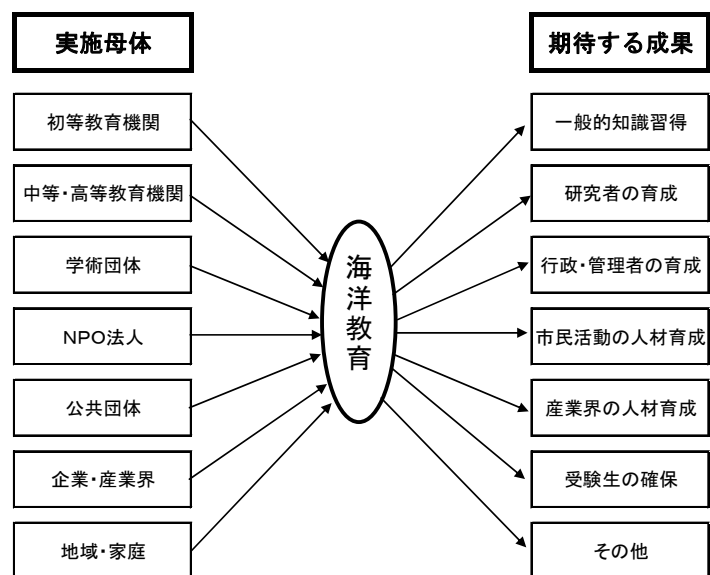 実施母体
期待する成果
初等教育機関
中等・高等教育機関
学術団体
NPO法人
公共団体
企業・産業界
地域・家庭
海洋教育
一般的知識習得
研究者の育成
行政・管理者の育成
市民活動の人材育成
産業界の人材育成
受験生の確保
その他